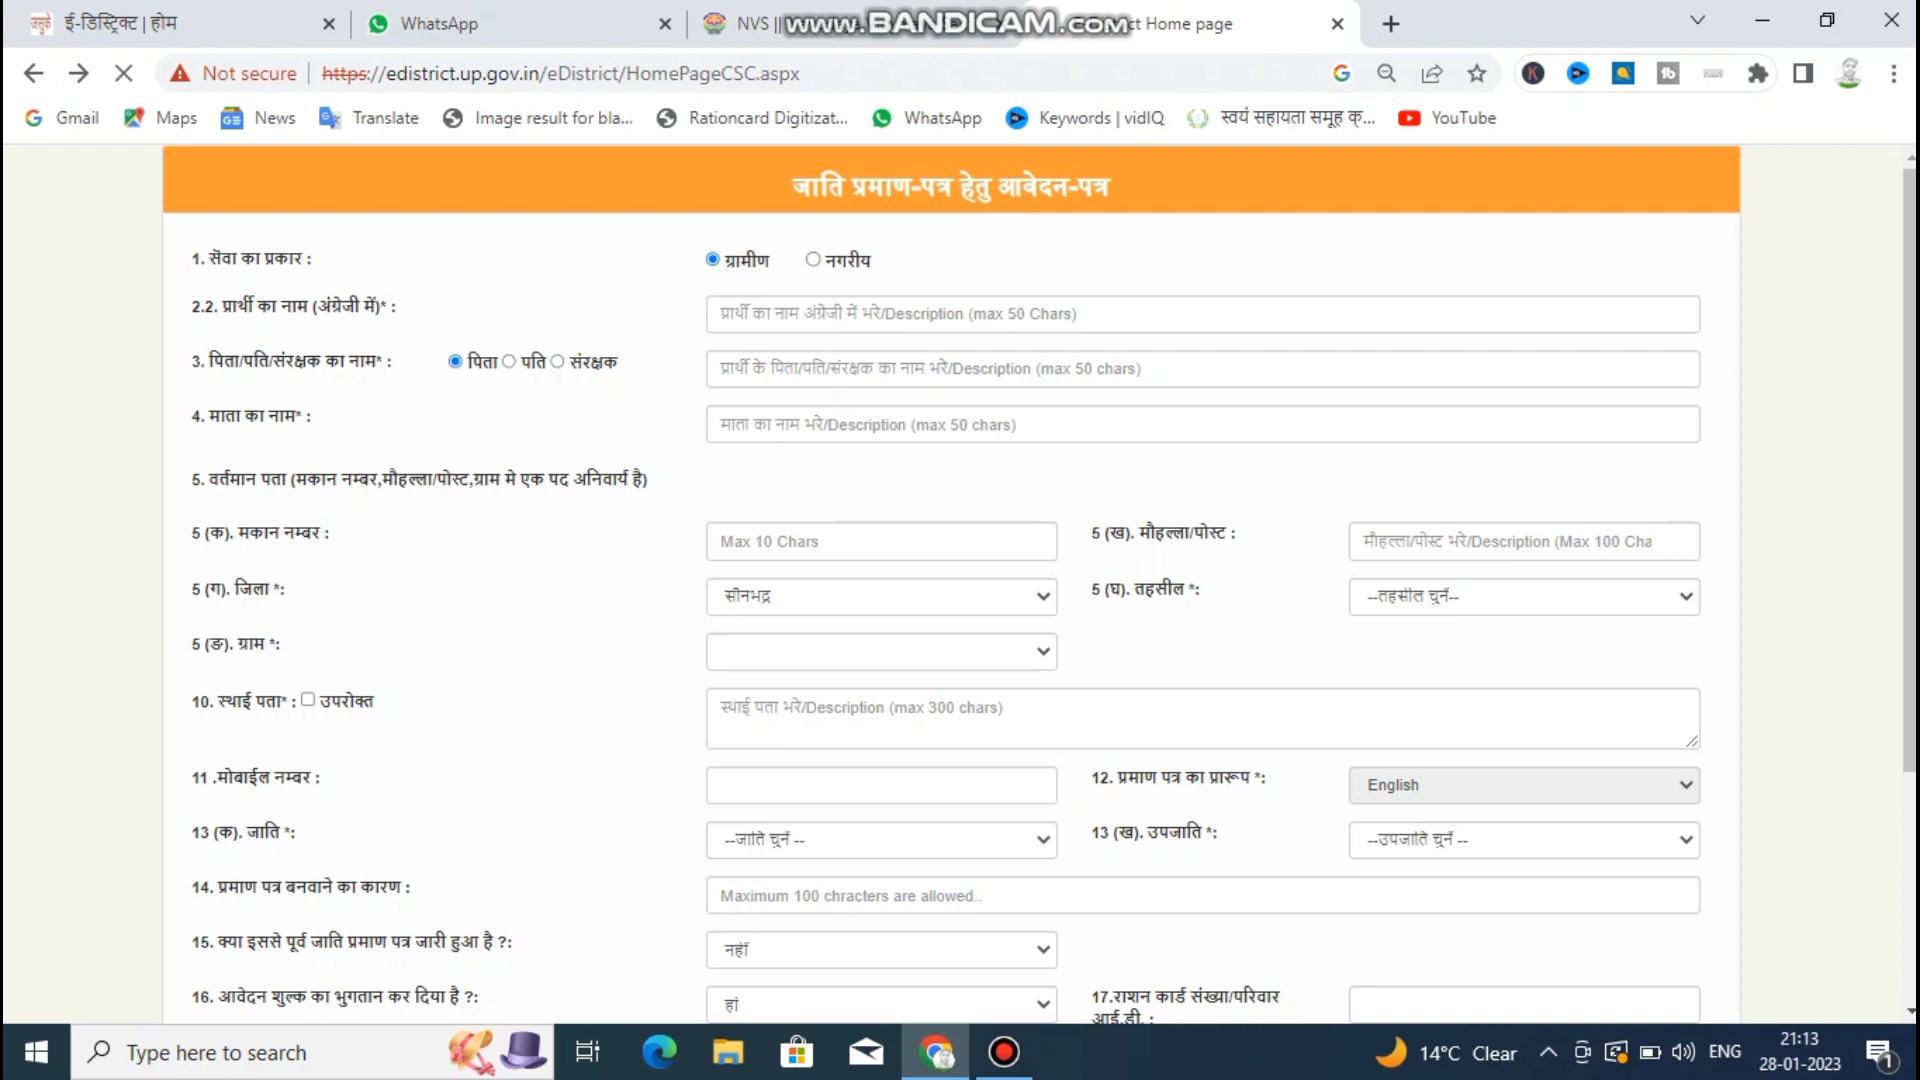 ई-डिस्ट्रिक्ट | होम
WhatsApp
NVS ||
www.BANDICAM.com
ct Home page
Not secure
https://edistrict.up.gov.in/eDistrict/HomePageCSC.aspx
Gmail
Maps
News
Translate
Image result for bla...
Rationcard Digitizat...
WhatsApp
Keywords | vidIQ
स्वयं सहायता समूह क्...
YouTube
जाति प्रमाण-पत्र हेतु आवेदन-पत्र
1. सेवा का प्रकार :
ग्रामीण नगरीय
2.2. प्रार्थी का नाम (अंग्रेजी में)* :
प्रार्थी का नाम अंग्रेजी में भरे/Description (max 50 Chars)
3. पिता/पति/संरक्षक का नाम* : पिता पति संरक्षक
प्रार्थी के पिता/पति/संरक्षक का नाम भरे/Description (max 50 chars)
4. माता का नाम* :
माता का नाम भरे/Description (max 50 chars)
5. वर्तमान पता (मकान नम्बर,मौहल्ला/पोस्ट,ग्राम मे एक पद अनिवार्य है)
5 (क). मकान नम्बर :
Max 10 Chars
5 (ख). मौहल्ला/पोस्ट :
मौहल्ला/पोस्ट भरे/Description (Max 100 Cha
5 (ग). जिला *:
सोनभद्र
5 (घ). तहसील *:
--तहसील चुनें--
5 (ङ). ग्राम *:
10. स्थाई पता* : उपरोक्त
स्थाई पता भरे/Description (max 300 chars)
11 .मोबाईल नम्बर :
12. प्रमाण पत्र का प्रारूप *:
English
13 (क). जाति *:
--जाति चुनें --
13 (ख). उपजाति *:
--उपजाति चुनें --
14. प्रमाण पत्र बनवाने का कारण :
Maximum 100 chracters are allowed..
15. क्या इससे पूर्व जाति प्रमाण पत्र जारी हुआ है ?:
नहीं
16. आवेदन शुल्क का भुगतान कर दिया है ?:
हां
17.राशन कार्ड संख्या/परिवार
आई.डी. :
Type here to search
14°C Clear
ENG
21:13
28-01-2023
1